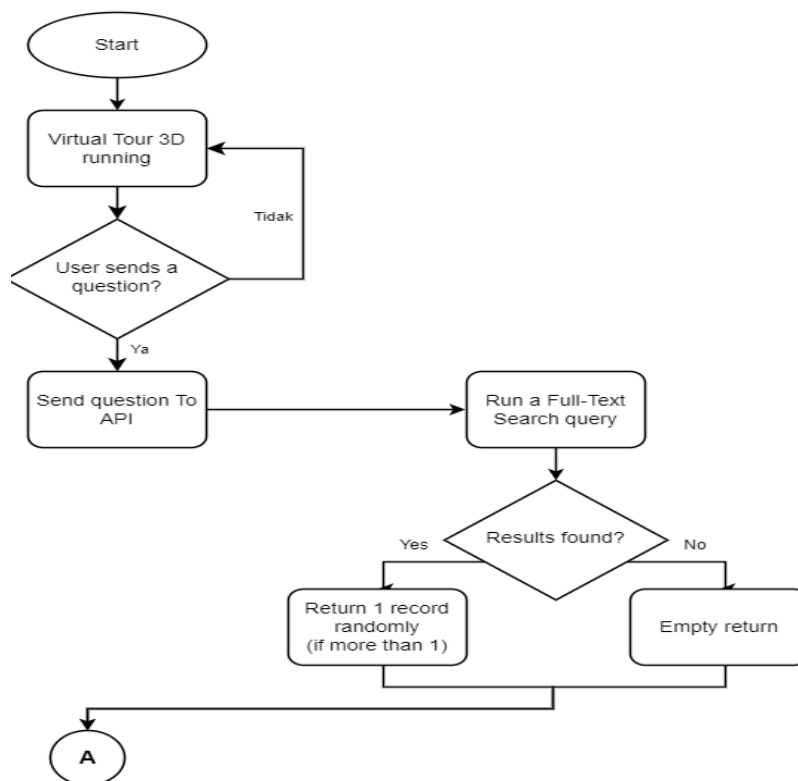 Start
Virtual Tour 3D
running
Tidak
User sends a
question?
Ya
Send question To
API
Run a Full-Text
Search query
Results found?
Yes
No
Return 1 record
randomly
(if more than 1)
Empty return
A